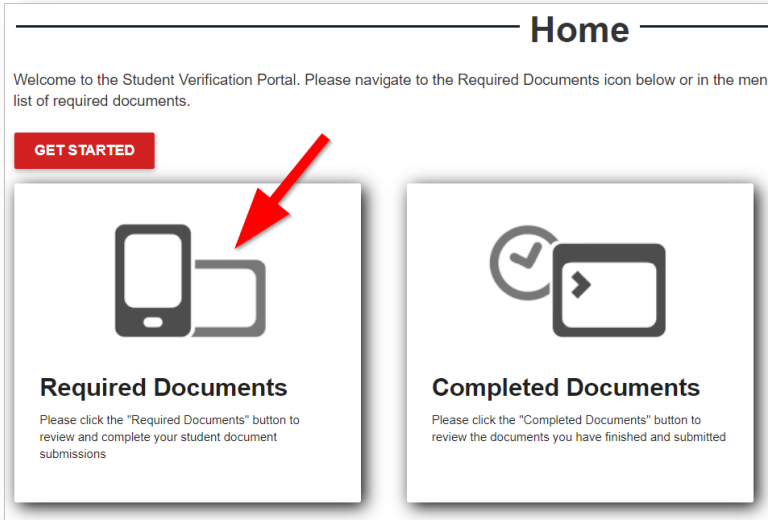 Home
Welcome to the Student Verification Portal. Please navigate to the Required Documents icon below or in the men
list of required documents.
GET STARTED
Required Documents
Please click the "Required Documents" button to
review and complete your student document
submissions
Completed Documents
Please click the "Completed Documents" button to
review the documents you have finished and submitted